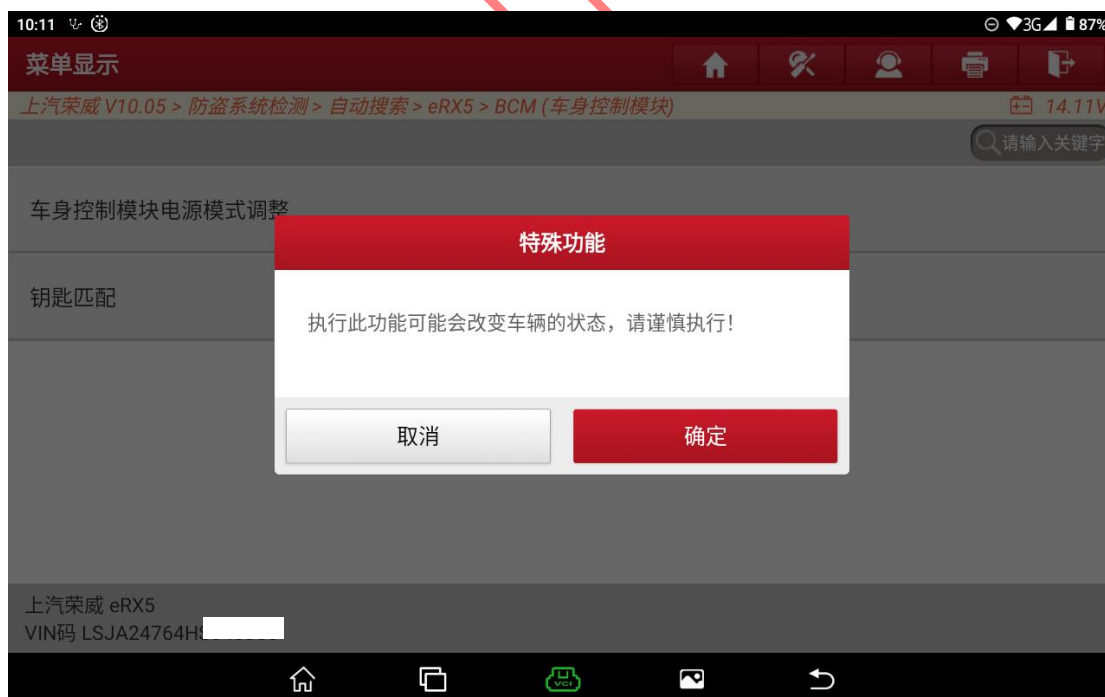 10:11
3G 87%
菜单显示
上汽荣威 V10.05 > 防盗系统检测 > 自动搜索 > eRX5 > BCM (车身控制模块)
14.11V
请输入关键字
车身控制模块电源模式调整
特殊功能
钥匙匹配
执行此功能可能会改变车辆的状态，请谨慎执行！
取消
确定
上汽荣威 eRX5
VIN码 LSJA24764H
VCI